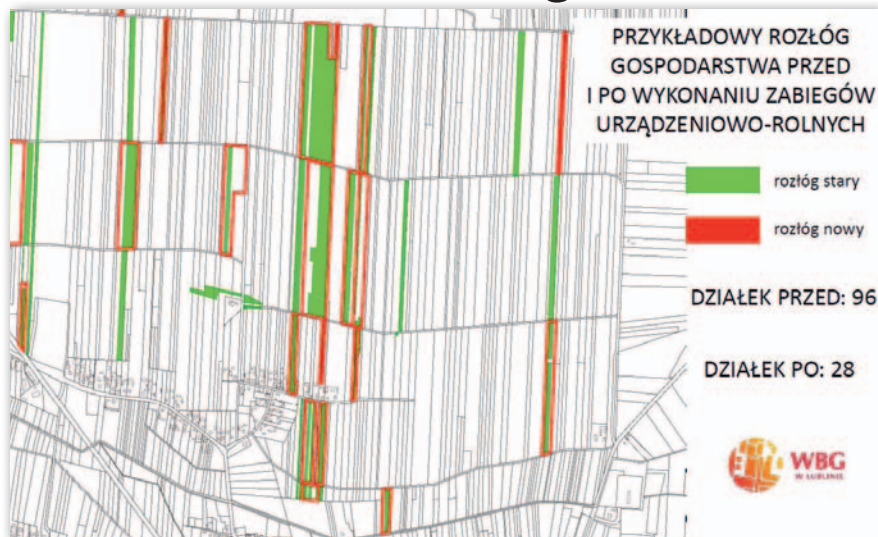 PRZYKŁADOWY ROZŁÓG
GOSPODARSTWA PRZED
I PO WYKONANIU ZABIEGÓW
URZĄDZENIOWO-ROLNYCH
rozłóg stary
rozłóg nowy
DZIAŁEK PRZED: 96
DZIAŁEK PO: 28
WBG
W LUBLINIE